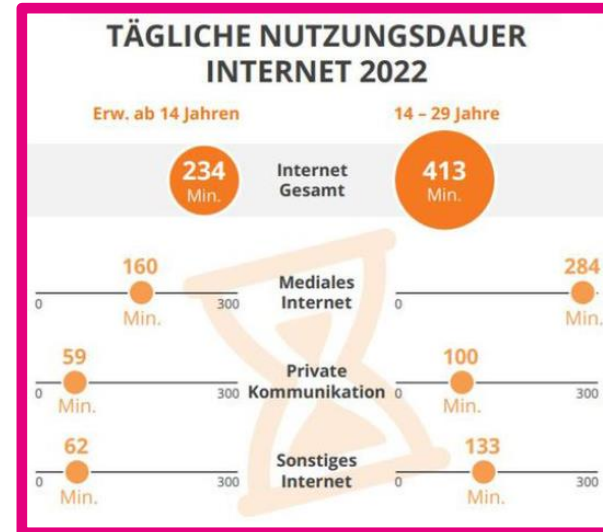 TÄGLICHE NUTZUNGSDAUER
INTERNET 2022
Erw. ab 14 Jahren
14 – 29 Jahre
234
Min.
Internet
Gesamt
413
Min.
160
Min.
0
300
Mediales
Internet
284
Min.
0
59
Min.
0
300
Private
Kommunikation
100
Min.
0
300
62
Min.
0
300
Sonstiges
Internet
133
Min.
0
300